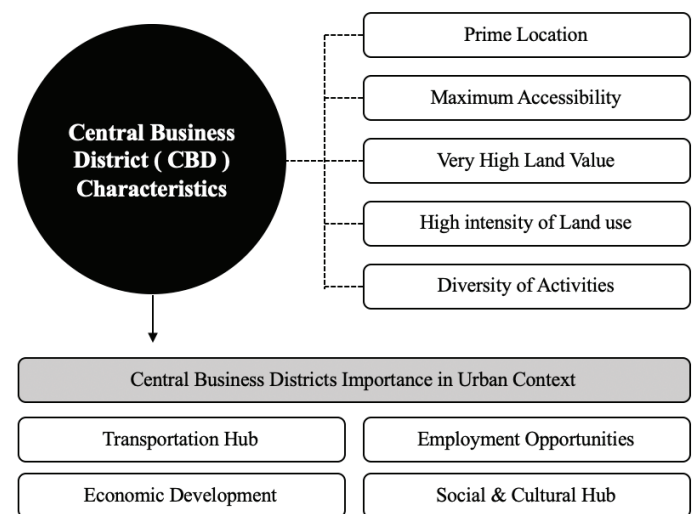 Central Business
District ( CBD )
Characteristics
Prime Location
Maximum Accessibility
Very High Land Value
High intensity of Land use
Diversity of Activities
Central Business Districts Importance in Urban Context
Transportation Hub
Employment Opportunities
Economic Development
Social & Cultural Hub